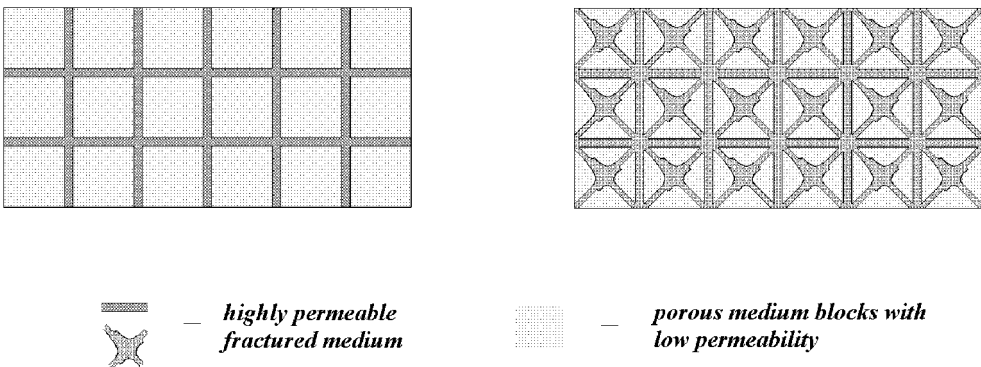 highly permeable
fractured medium
porous medium blocks with
low permeability